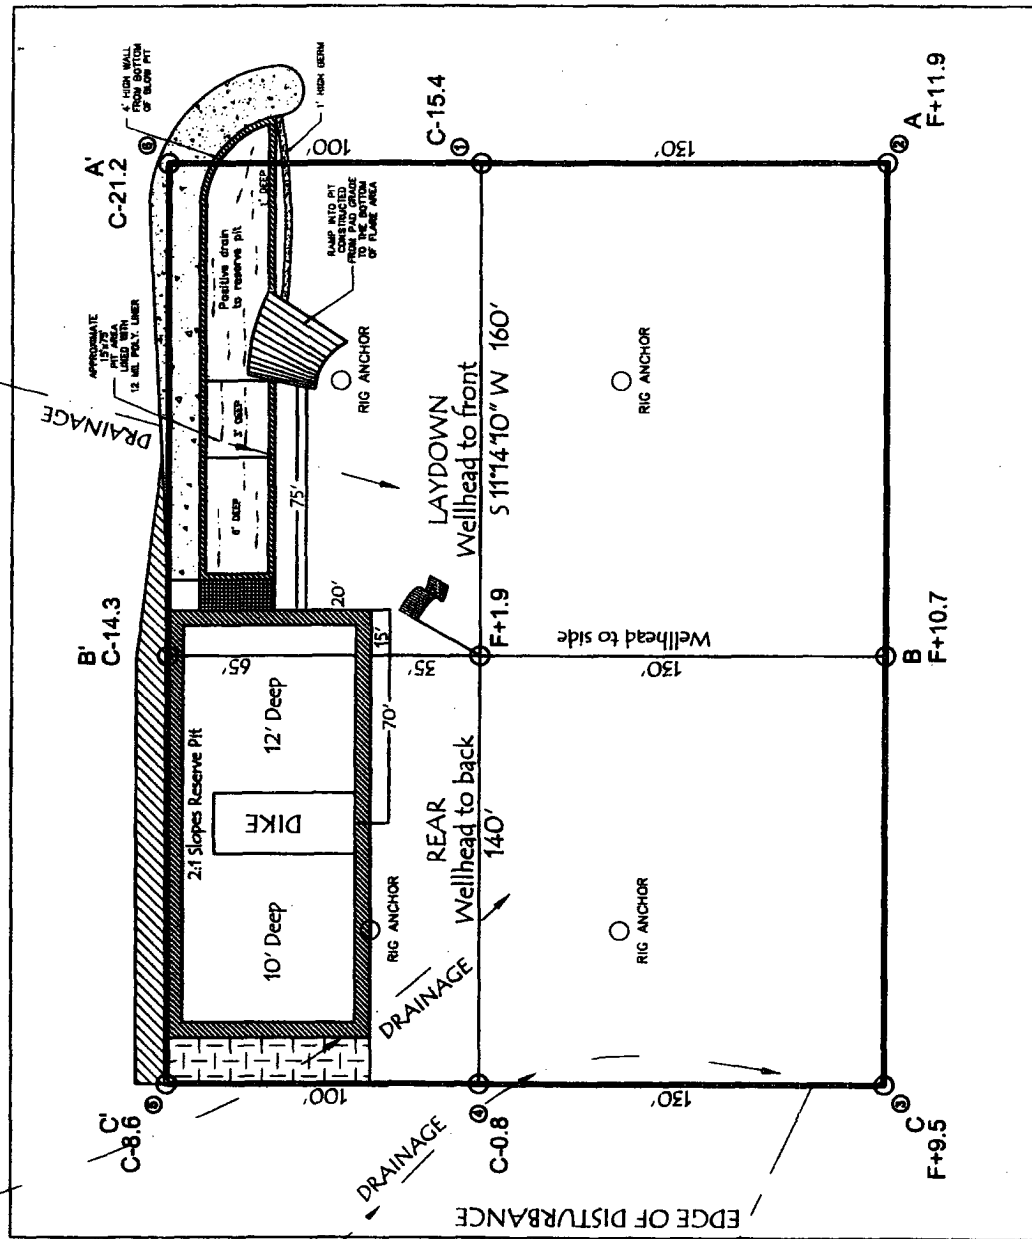 4' HIGH WALL
FROM BOTTOM
OF BLOW PIT
1' HIGH BERM
A'
C-21.2
⑥
100'
①
C-15.4
130'
②
A
F+11.9
APPROXIMATE
15'x75'
PIT AREA
LINED WITH
12 MIL POLY. LINER
Positive drain
to reserve pit
1' DEEP
RAMP INTO PIT
CONSTRUCTED
FROM PAD GRADE
TO THE BOTTOM
OF FLARE AREA
DRAINAGE
3' DEEP
6' DEEP
75'
RIG ANCHOR
LAYDOWN
Wellhead to front
S 11°14'10" W 160'
RIG ANCHOR
B'
C-14.3
20'
15'
65'
35'
70'
F+1.9
Wellhead to side
130'
B
F+10.7
2:1 Slopes Reserve Pit
12' Deep
DIKE
10' Deep
REAR
Wellhead to back
140'
RIG ANCHOR
RIG ANCHOR
DRAINAGE
C'
C-8.6
⑤
100'
④
C-0.8
130'
③
C
F+9.5
DRAINAGE
EDGE OF DISTURBANCE